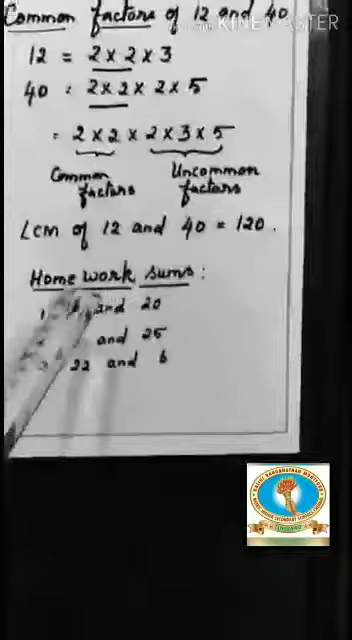 Common factors of 12 and 40
KINEMASTER
12 = 2 × 2 × 3
40 = 2 × 2 × 2 × 5
= 2 × 2 × 2 × 3 × 5
Common factors
Uncommon factors
LCM of 12 and 40 = 120.
Home work sums:
and 20
and 25
22 and 6